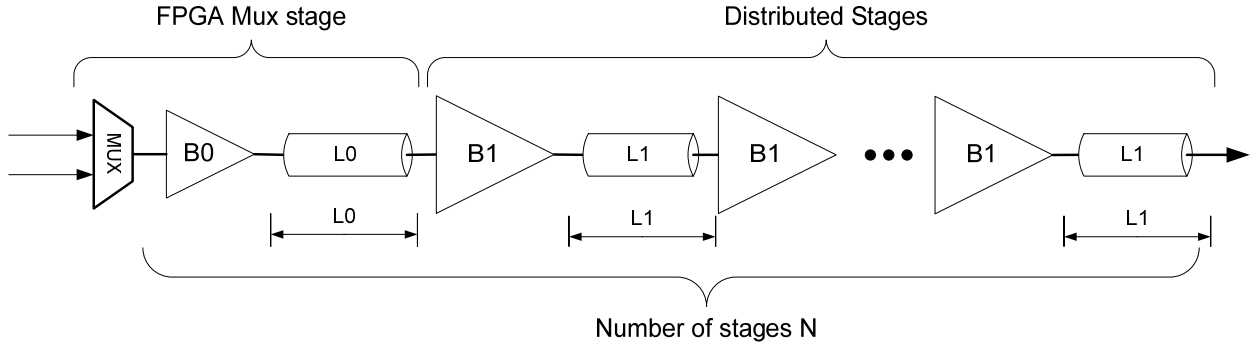 FPGA Mux stage
Distributed Stages
MUX
B0
L0
B1
L1
B1
B1
L1
L0
L1
L1
Number of stages N